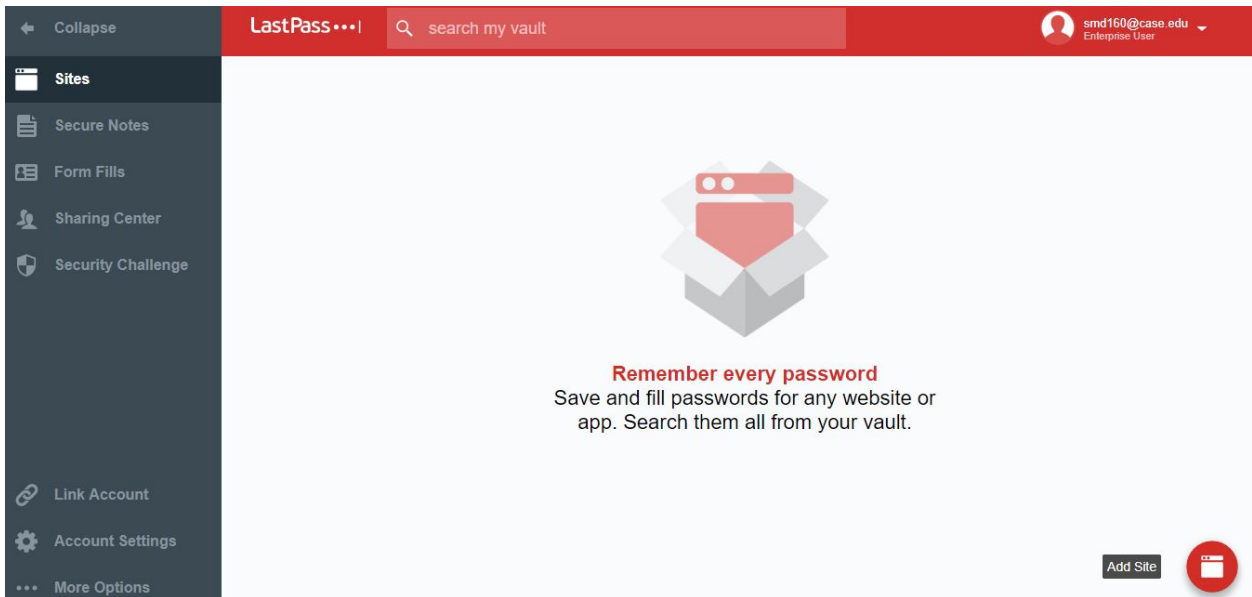 Collapse
LastPass •••|
search my vault
smd160@case.edu
Enterprise User
Sites
Secure Notes
Form Fills
Sharing Center
Security Challenge
Remember every password
Save and fill passwords for any website or
app. Search them all from your vault.
Link Account
Account Settings
Add Site
More Options